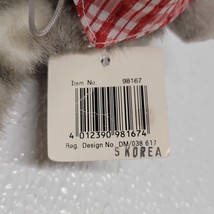 Item No. 98167
4 012390 981674
Reg. Design No. DM/038 617
S KOREA